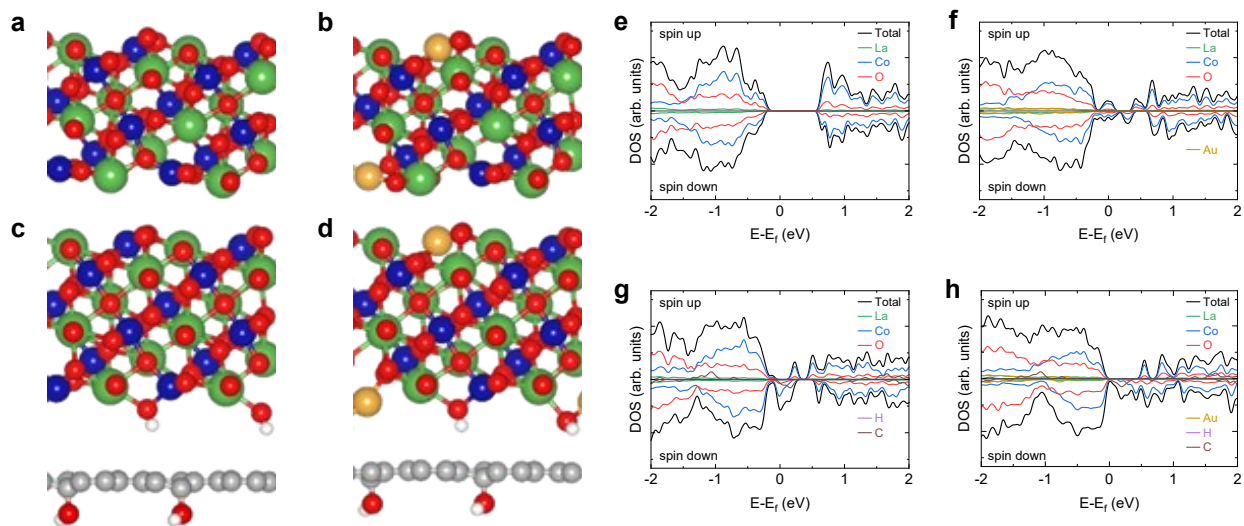 a
b
c
d
e
spin up
Total
La
Co
O
DOS (arb. units)
spin down
-2 -1 0 1 2
E-Ef (eV)
f
spin up
Total
La
Co
O
Au
DOS (arb. units)
spin down
-2 -1 0 1 2
E-Ef (eV)
g
spin up
Total
La
Co
O
H
C
DOS (arb. units)
spin down
-2 -1 0 1 2
E-Ef (eV)
h
spin up
Total
La
Co
O
Au
H
C
DOS (arb. units)
spin down
-2 -1 0 1 2
E-Ef (eV)